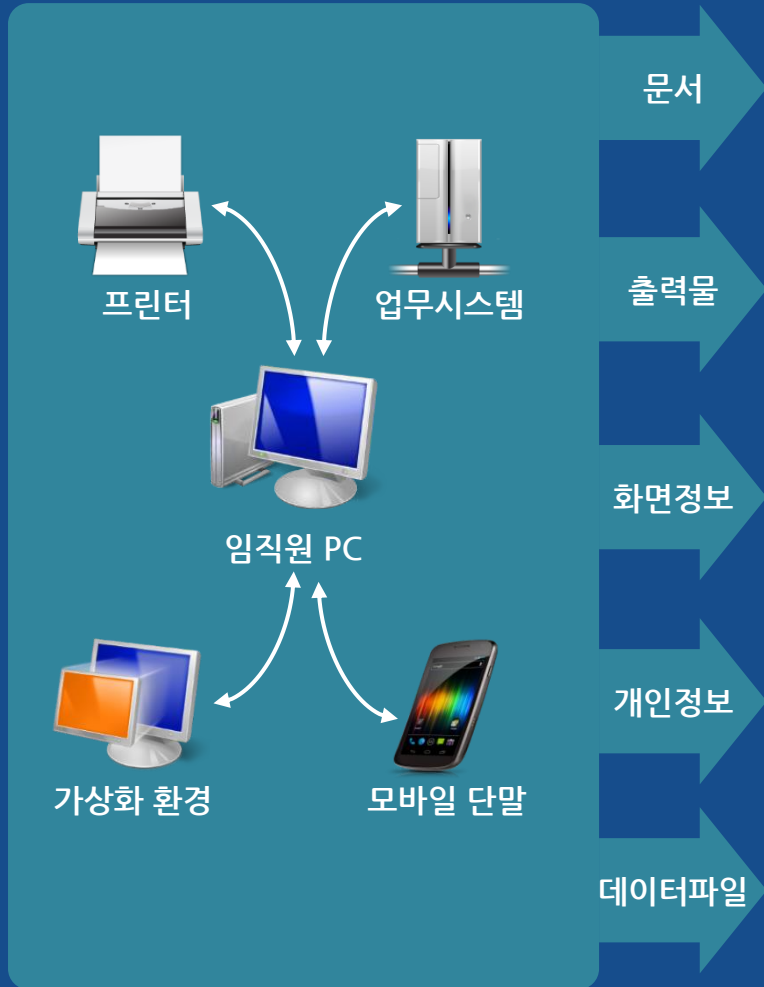 프린터
업무시스템
임직원 PC
가상화 환경
모바일 단말
문서
출력물
화면정보
개인정보
데이터파일